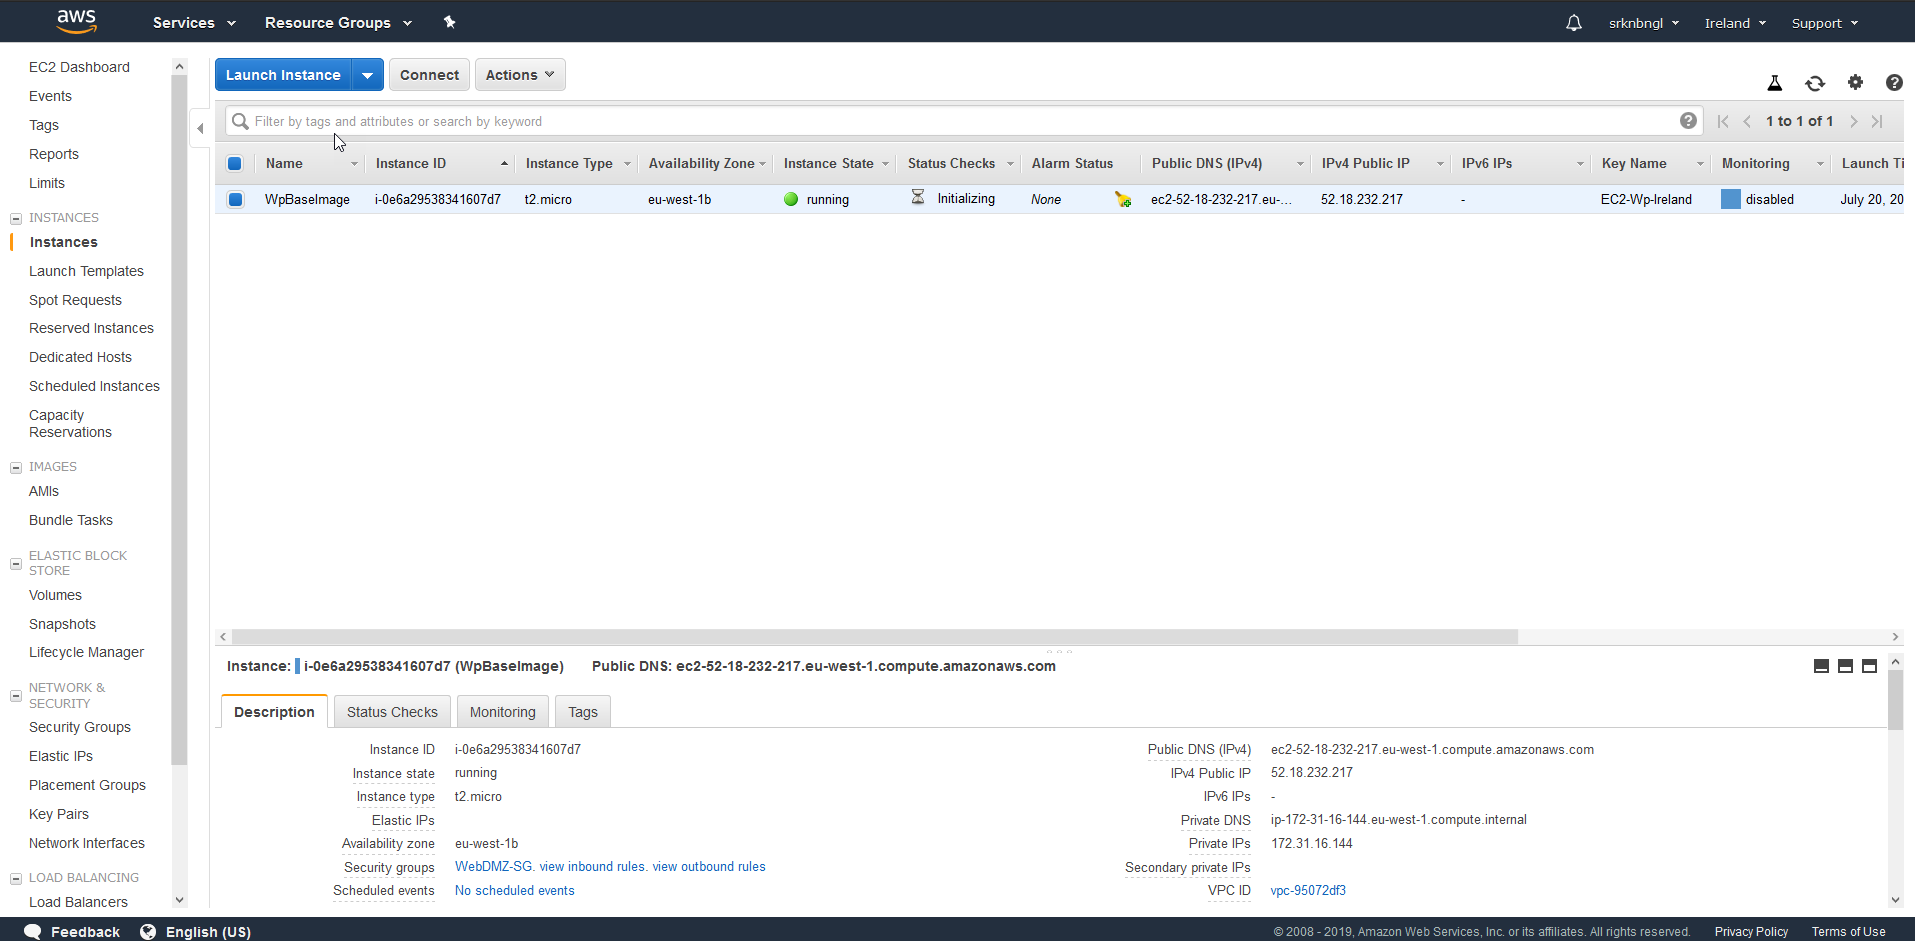 aws
Services
Resource Groups
srknbngl
Ireland
Support
EC2 Dashboard
Events
Tags
Reports
Limits
INSTANCES
Instances
Launch Templates
Spot Requests
Reserved Instances
Dedicated Hosts
Scheduled Instances
Capacity
Reservations
IMAGES
AMIs
Bundle Tasks
ELASTIC BLOCK
STORE
Volumes
Snapshots
Lifecycle Manager
NETWORK &
SECURITY
Security Groups
Elastic IPs
Placement Groups
Key Pairs
Network Interfaces
LOAD BALANCING
Load Balancers
Launch Instance Connect Actions
Filter by tags and attributes or search by keyword
1 to 1 of 1
Name Instance ID Instance Type Availability Zone Instance State Status Checks Alarm Status Public DNS (IPv4) IPv4 Public IP IPv6 IPs Key Name Monitoring Launch Ti
WpBaseImage i-0e6a29538341607d7 t2.micro eu-west-1b running Initializing None ec2-52-18-232-217.eu-... 52.18.232.217 - EC2-Wp-Ireland disabled July 20, 20
Instance: i-0e6a29538341607d7 (WpBaseImage) Public DNS: ec2-52-18-232-217.eu-west-1.compute.amazonaws.com
Description Status Checks Monitoring Tags
Instance ID i-0e6a29538341607d7
Instance state running
Instance type t2.micro
Elastic IPs
Availability zone eu-west-1b
Security groups WebDMZ-SG. view inbound rules. view outbound rules
Scheduled events No scheduled events
Public DNS (IPv4) ec2-52-18-232-217.eu-west-1.compute.amazonaws.com
IPv4 Public IP 52.18.232.217
IPv6 IPs -
Private DNS ip-172-31-16-144.eu-west-1.compute.internal
Private IPs 172.31.16.144
Secondary private IPs
VPC ID vpc-95072df3
Feedback English (US)
© 2008 - 2019, Amazon Web Services, Inc. or its affiliates. All rights reserved. Privacy Policy Terms of Use